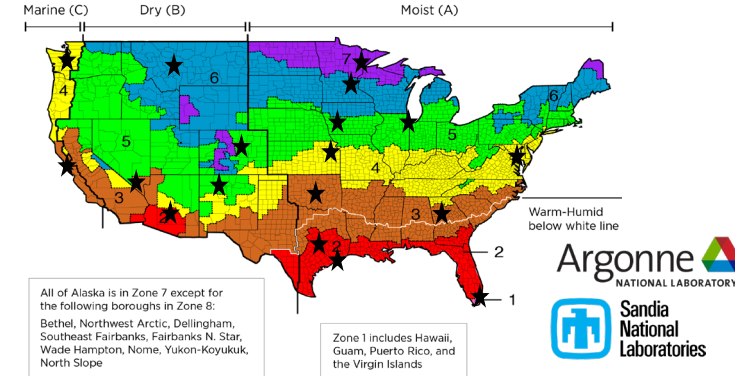 Marine (C) Dry (B) Moist (A)
7
6
6
4
5
5
4
3
3
2
2
Warm-Humid
below white line
2
1
All of Alaska is in Zone 7 except for
the following boroughs in Zone 8:
Bethel, Northwest Arctic, Dellingham,
Southeast Fairbanks, Fairbanks N. Star,
Wade Hampton, Nome, Yukon-Koyukuk,
North Slope
Zone 1 includes Hawaii,
Guam, Puerto Rico, and
the Virgin Islands
Argonne
NATIONAL LABORATORY
Sandia
National
Laboratories